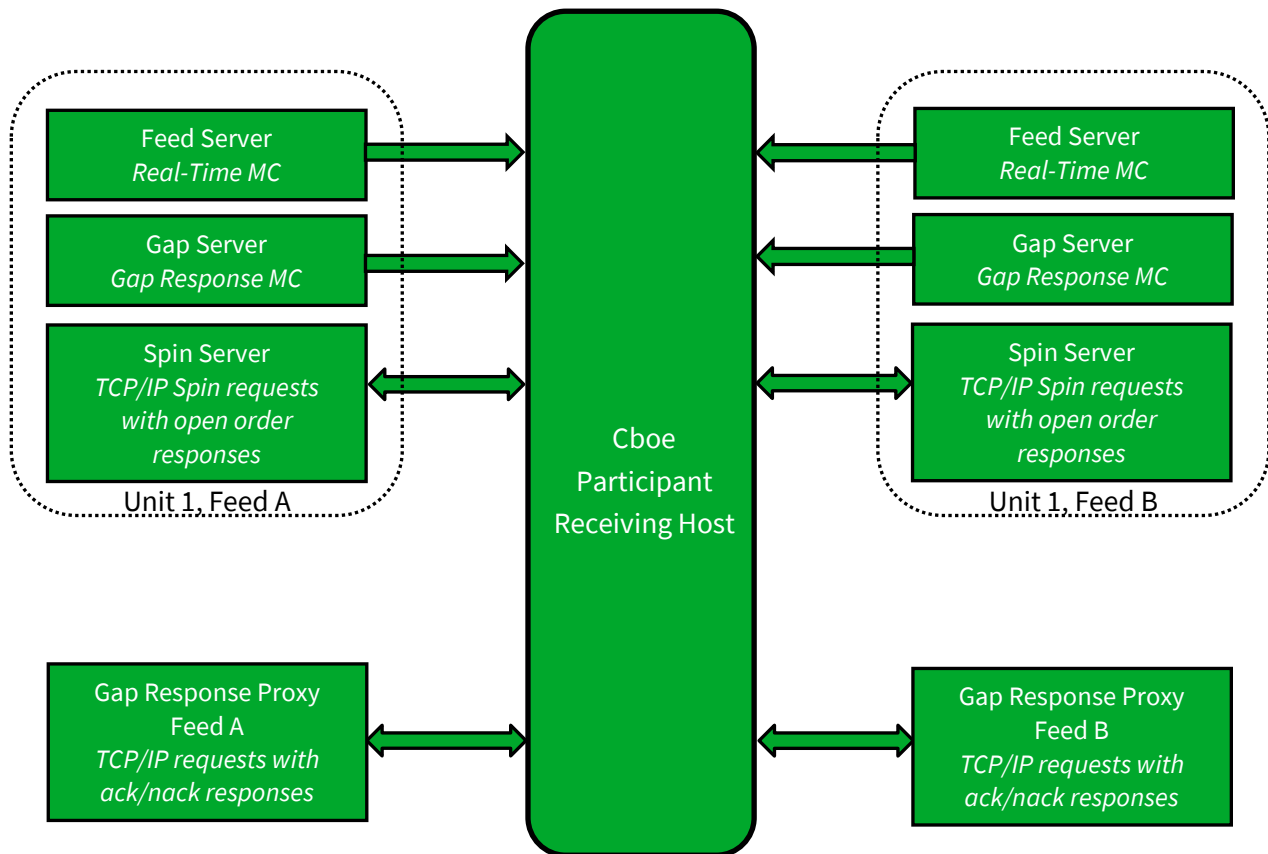 Feed Server
Real-Time MC
Gap Server
Gap Response MC
Spin Server
TCP/IP Spin requests
with open order
responses
Unit 1, Feed A
Gap Response Proxy
Feed A
TCP/IP requests with
ack/nack responses
Cboe
Participant
Receiving Host
Feed Server
Real-Time MC
Gap Server
Gap Response MC
Spin Server
TCP/IP Spin requests
with open order
responses
Unit 1, Feed B
Gap Response Proxy
Feed B
TCP/IP requests with
ack/nack responses